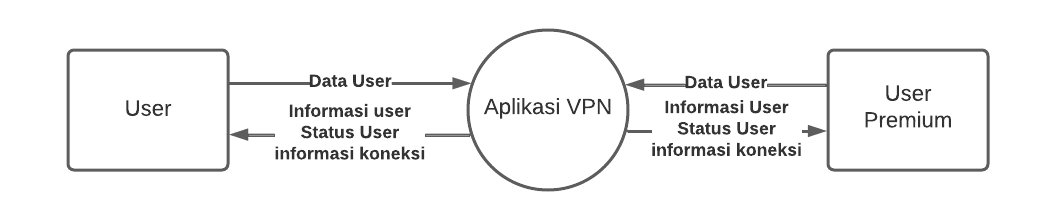 User
Data User
Informasi user
Status User
informasi koneksi
Aplikasi VPN
Data User
Informasi User
Status User
informasi koneksi
User
Premium